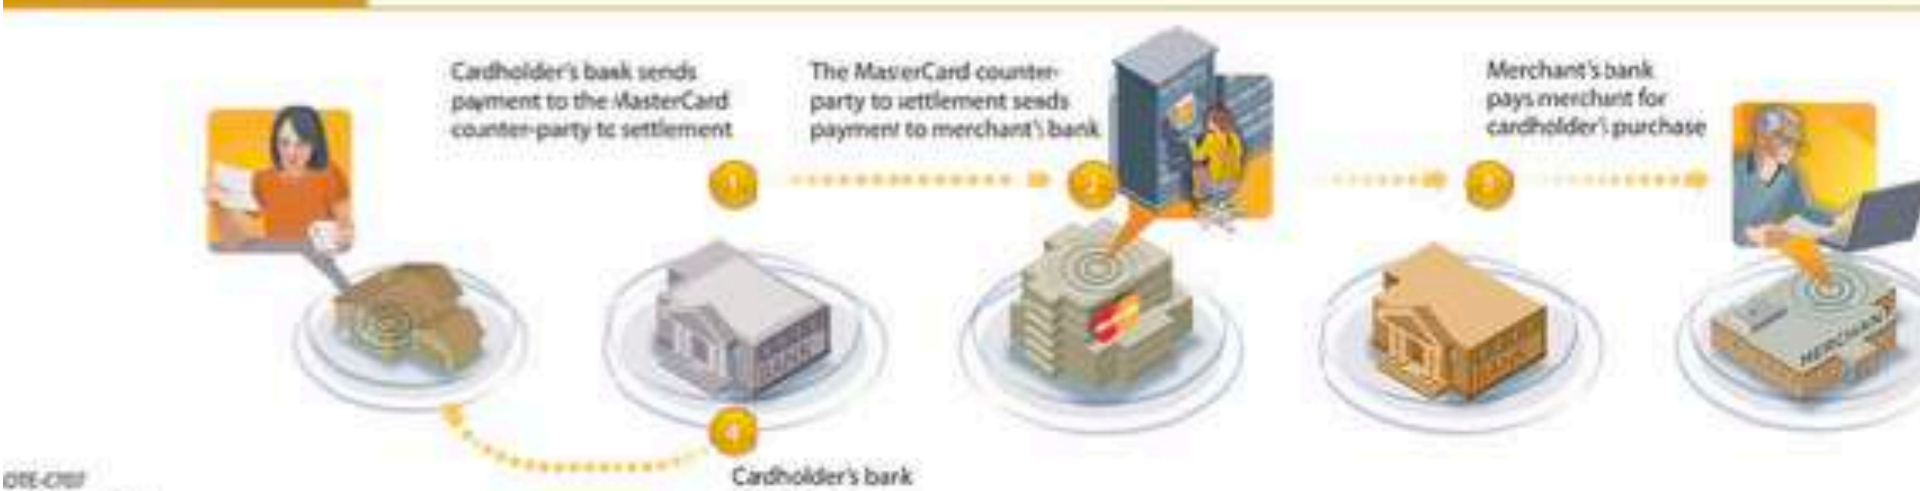 Cardholder's bank sends
payment to the MasterCard
counter-party to settlement
1
The MasterCard counter-
party to settlement sends
payment to merchant's bank
2
Merchant's bank
pays merchant for
cardholder's purchase
3
MERCHANT
4
Cardholder's bank